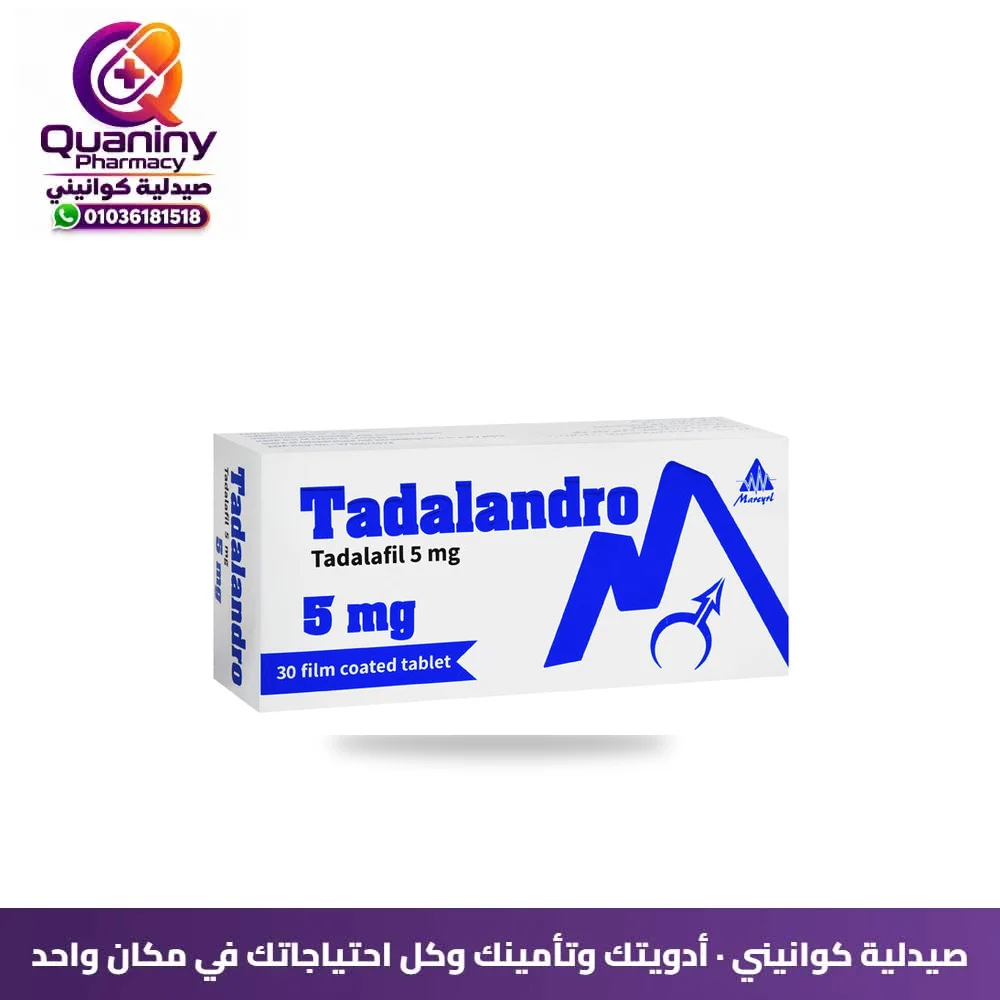 Quaniny
Pharmacy
صيدلية كوانيني
01036181518
Tadalandro
Tadalafil 5 mg
5 mg
30 film coated tablet
Marcyrl
Tadalandro
Tadalafil 5 mg
5 mg
صيدلية كوانيني · أدويتك وتأمينك وكل احتياجاتك في مكان واحد